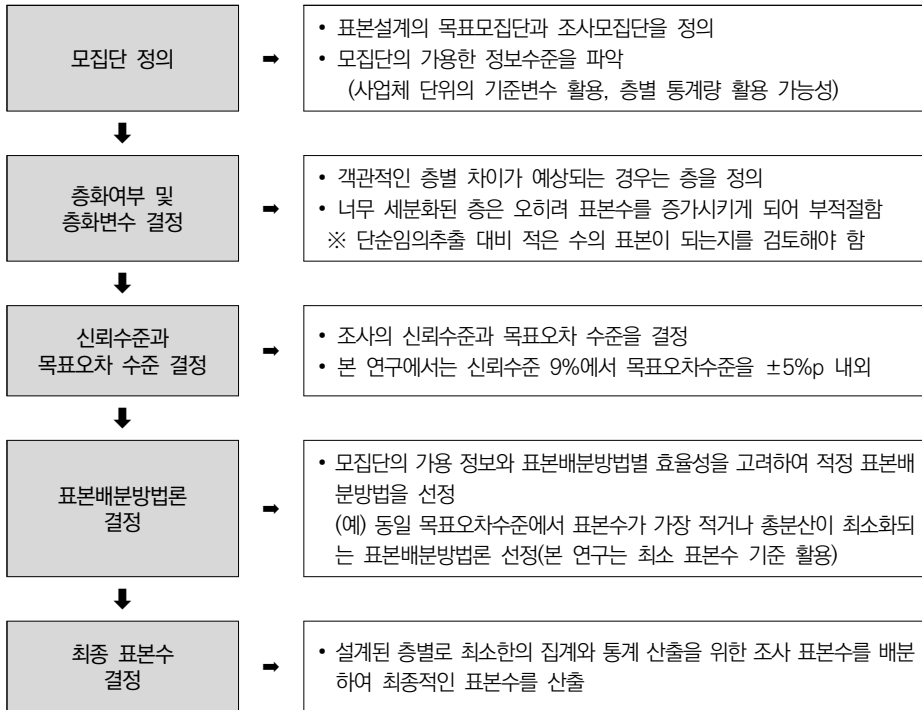 모집단 정의
➡
• 표본설계의 목표모집단과 조사모집단을 정의
• 모집단의 가용한 정보수준을 파악
(사업체 단위의 기준변수 활용, 층별 통계량 활용 가능성)
⬇
층화여부 및
층화변수 결정
➡
• 객관적인 층별 차이가 예상되는 경우는 층을 정의
• 너무 세분화된 층은 오히려 표본수를 증가시키게 되어 부적절함
※ 단순임의추출 대비 적은 수의 표본이 되는지를 검토해야 함
⬇
신뢰수준과
목표오차 수준 결정
➡
• 조사의 신뢰수준과 목표오차 수준을 결정
• 본 연구에서는 신뢰수준 9%에서 목표오차수준을 ±5%p 내외
⬇
표본배분방법론
결정
➡
• 모집단의 가용 정보와 표본배분방법별 효율성을 고려하여 적정 표본배
분방법을 선정
(예) 동일 목표오차수준에서 표본수가 가장 적거나 총분산이 최소화되
는 표본배분방법론 선정(본 연구는 최소 표본수 기준 활용)
⬇
최종 표본수
결정
➡
• 설계된 층별로 최소한의 집계와 통계 산출을 위한 조사 표본수를 배분
하여 최종적인 표본수를 산출